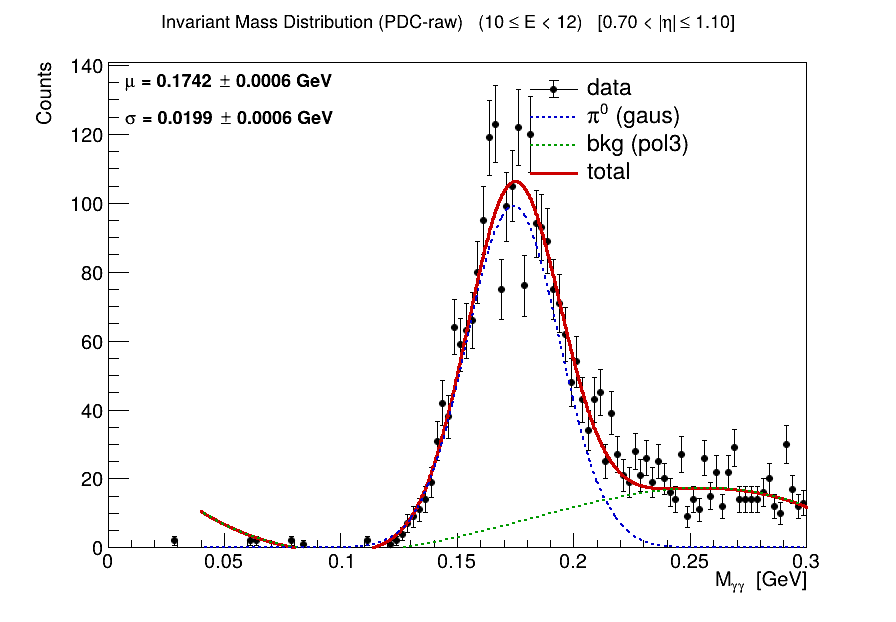 Invariant Mass Distribution (PDC-raw) (10 ≤ E < 12) [0.70 < |η| ≤ 1.10]
Counts
μ = 0.1742 ± 0.0006 GeV
σ = 0.0199 ± 0.0006 GeV
data
π⁰ (gaus)
bkg (pol3)
total
140
120
100
80
60
40
20
0
0 0.05 0.1 0.15 0.2 0.25 0.3
Mγγ [GeV]